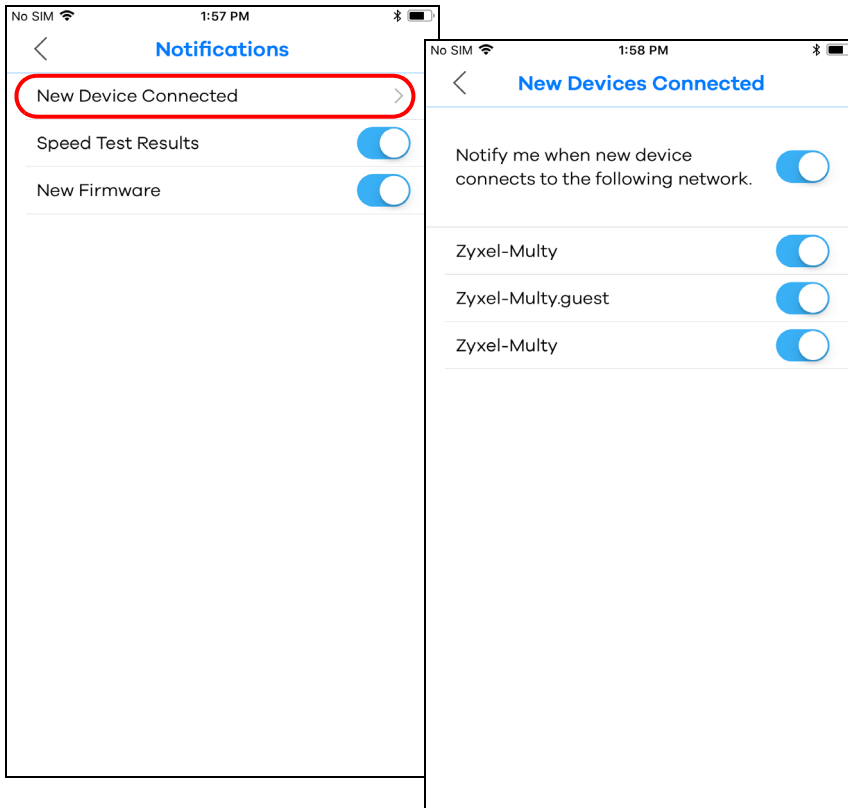 No SIM 1:57 PM
Notifications
New Device Connected
Speed Test Results
New Firmware
No SIM 1:58 PM
New Devices Connected
Notify me when new device
connects to the following network.
Zyxel-Multy
Zyxel-Multy.guest
Zyxel-Multy